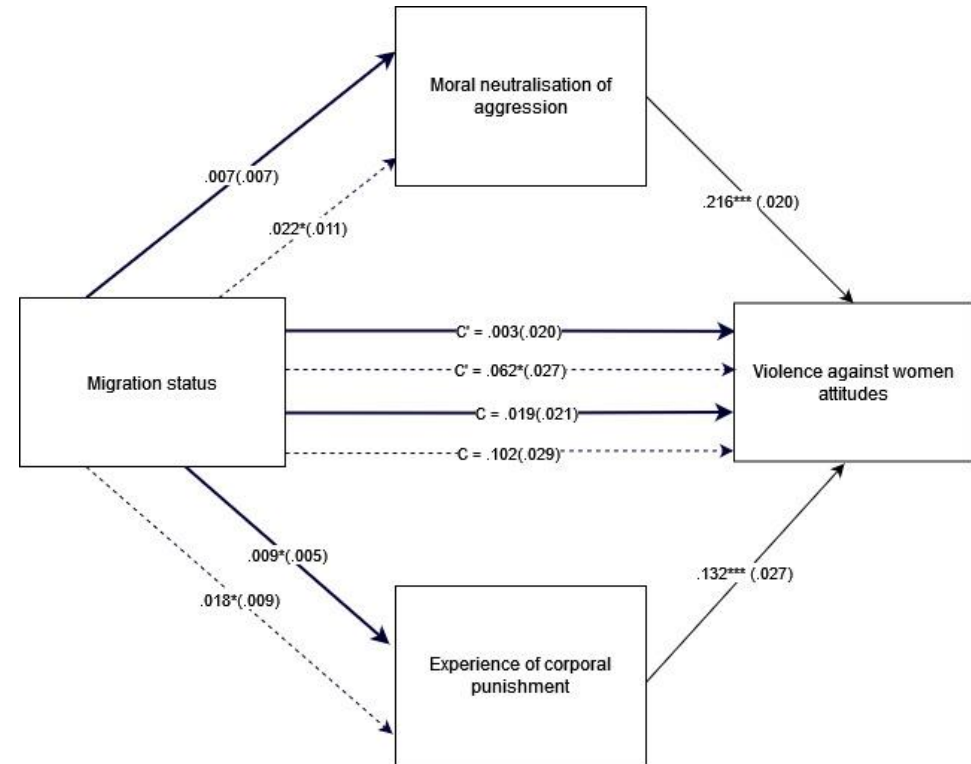 Moral neutralisation of
aggression
.007(.007)
.216*** (.020)
.022*(.011)
C' = .003(.020)
C' = .062*(.027)
Migration status
Violence against women
attitudes
C = .019(.021)
C = .102(.029)
.009*(.005)
.132*** (.027)
.018*(.009)
Experience of corporal
punishment